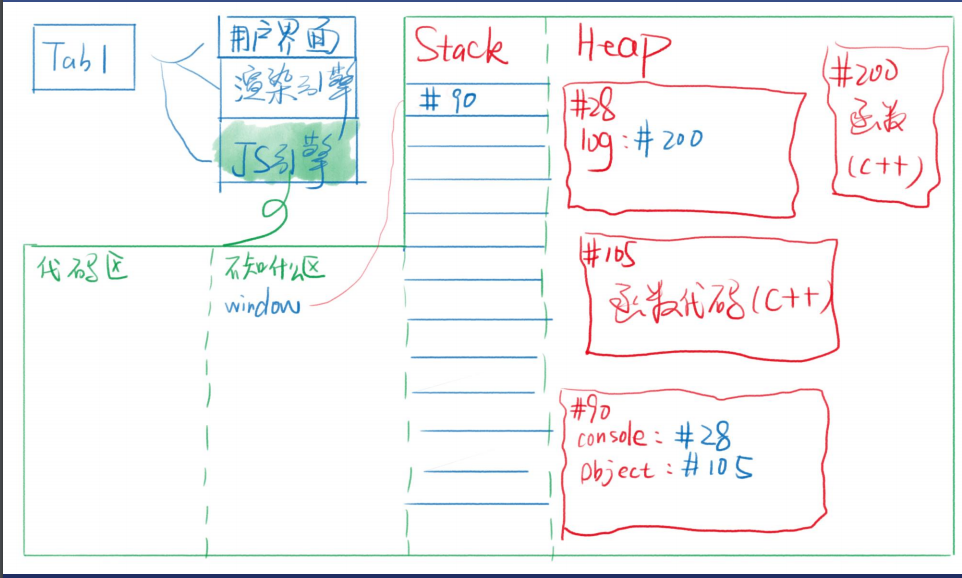 Tab1
用户界面
渲染引擎
JS引擎
代码区
不知什么区
window
Stack
#90
Heap
#28
log:#200
#200
函数
(C++)
#105
函数代码(C++)
#90
console:#28
Object:#105